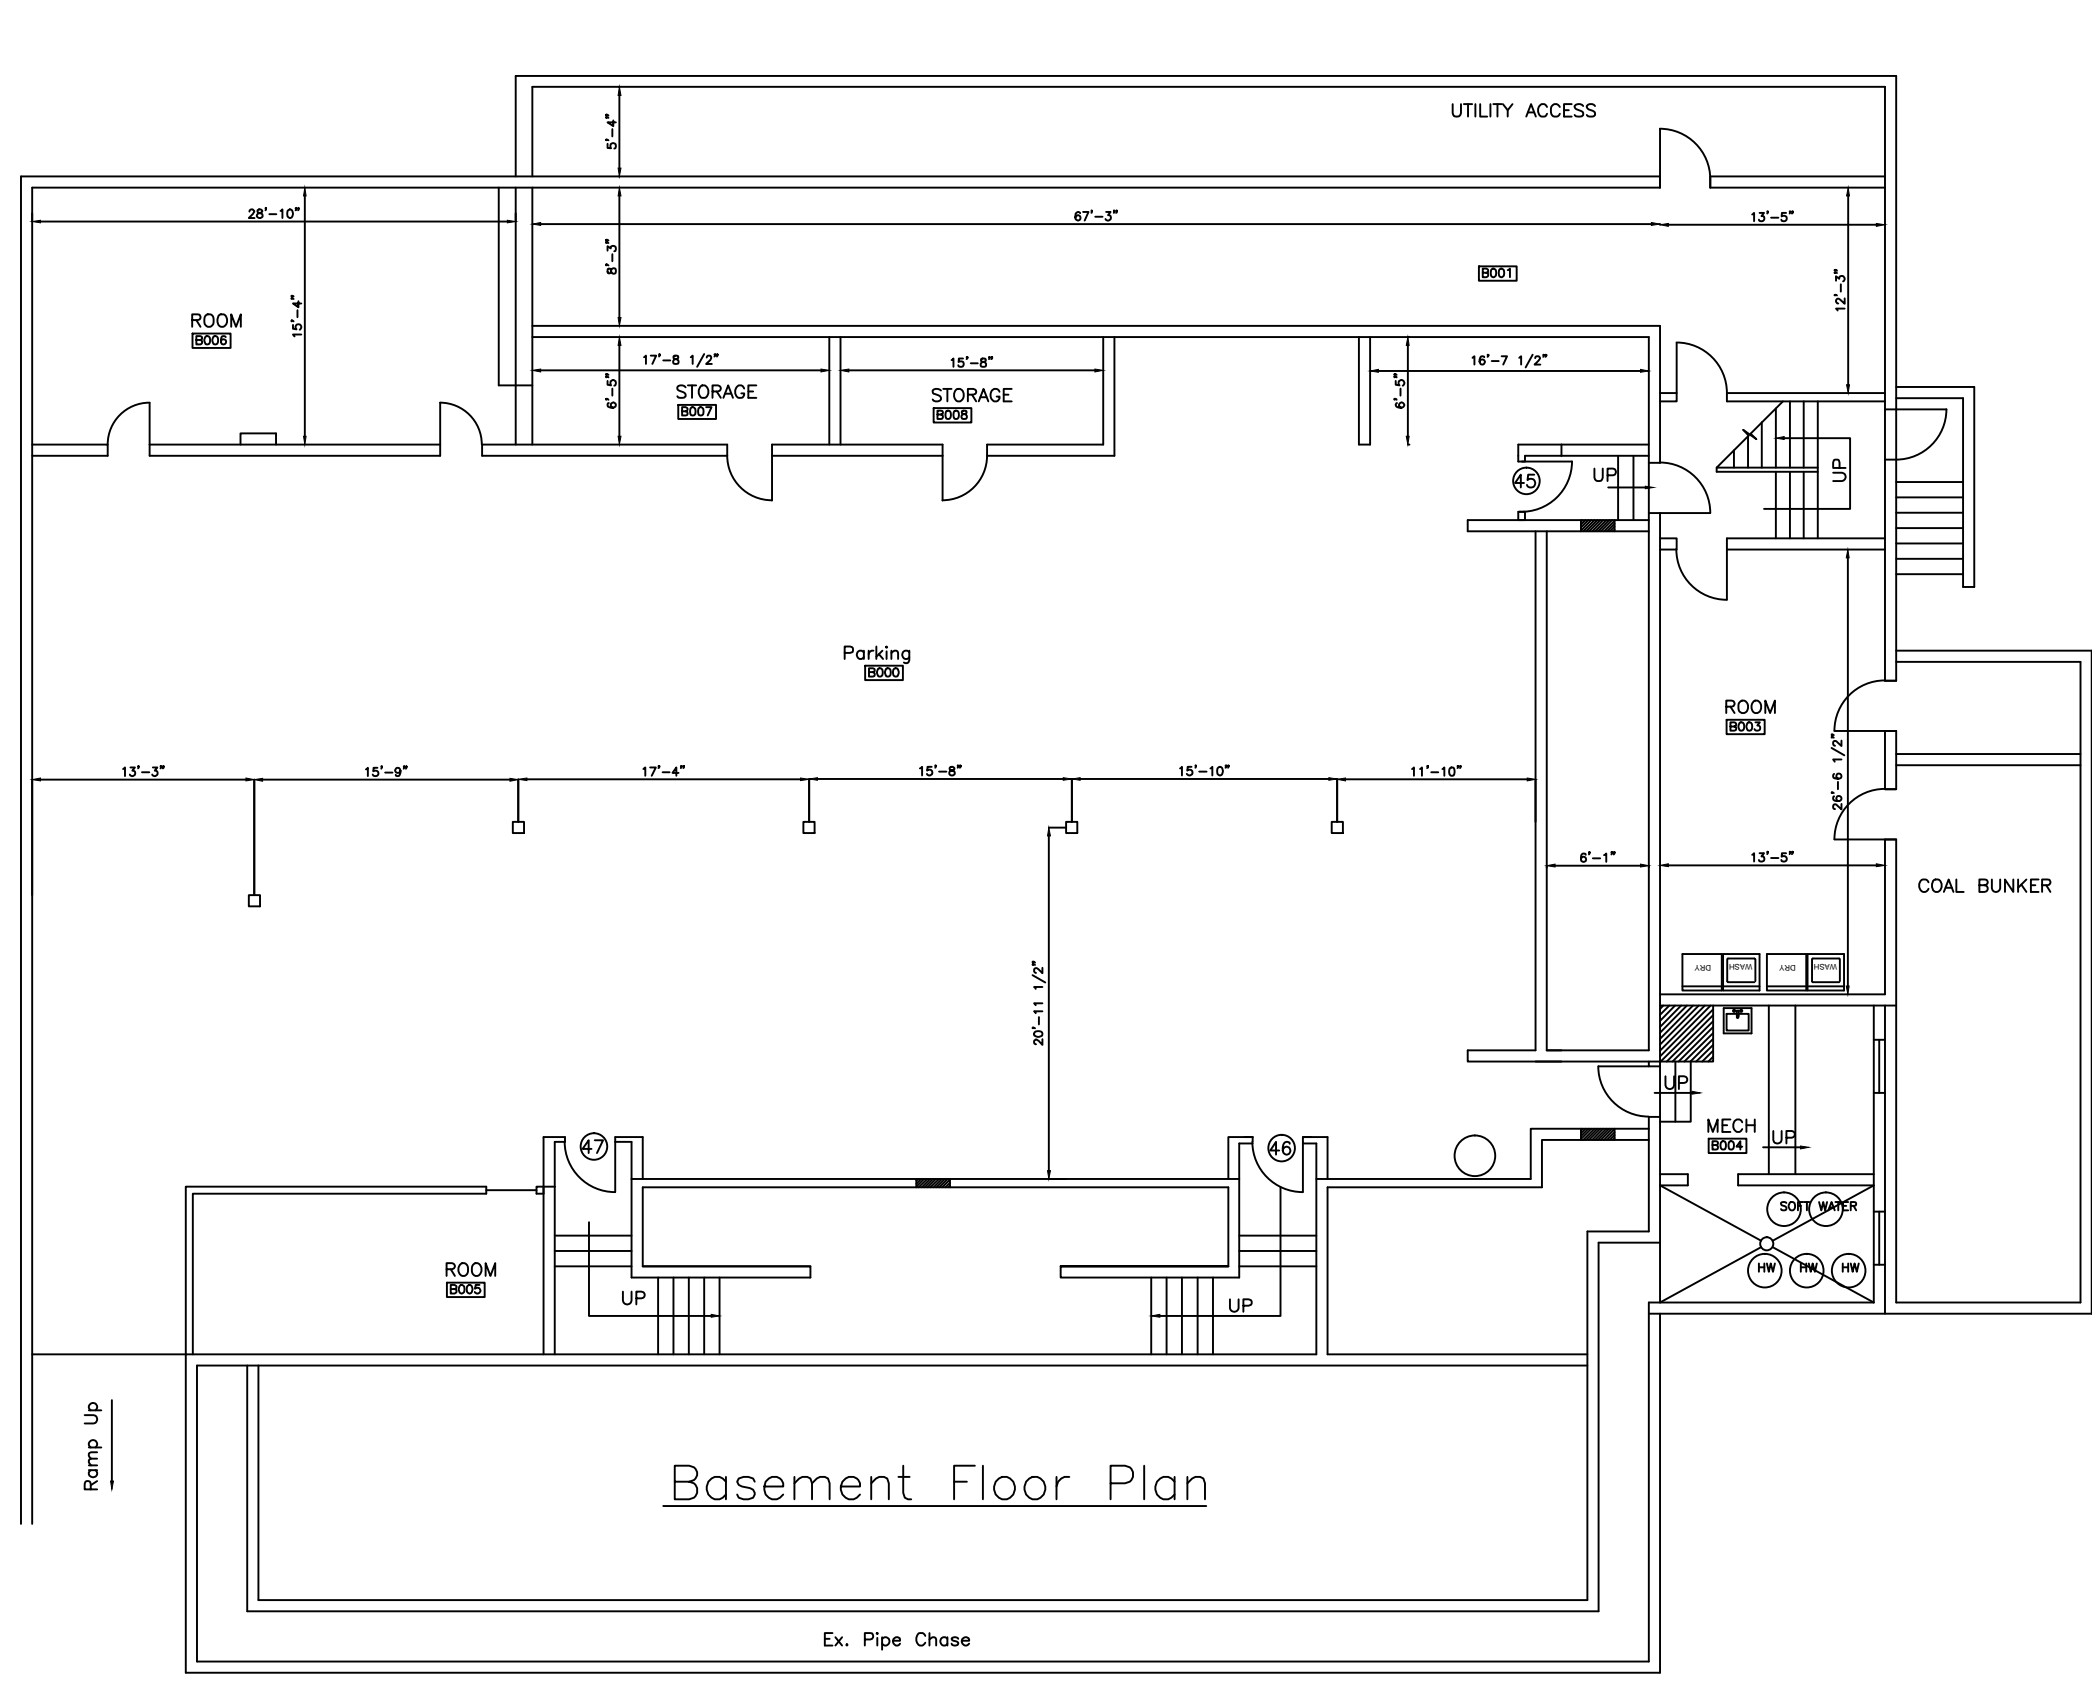 UTILITY ACCESS
5'-4"
28'-10"
67'-3"
13'-5"
8'-3"
12'-3"
B001
15'-4"
ROOM
B006
17'-8 1/2"
15'-8"
16'-7 1/2"
6'-5"
6'-5"
STORAGE
B007
STORAGE
B008
45
UP
UP
Parking
B000
ROOM
B003
26'-6 1/2"
13'-3"
15'-9"
17'-4"
15'-8"
15'-10"
11'-10"
6'-1"
13'-5"
COAL BUNKER
20'-11 1/2"
DRY
WASH
DRY
WASH
UP
MECH
B004
UP
47
46
SOFT WATER
HW
HW
HW
ROOM
B005
UP
UP
Ramp Up
Basement Floor Plan
Ex. Pipe Chase